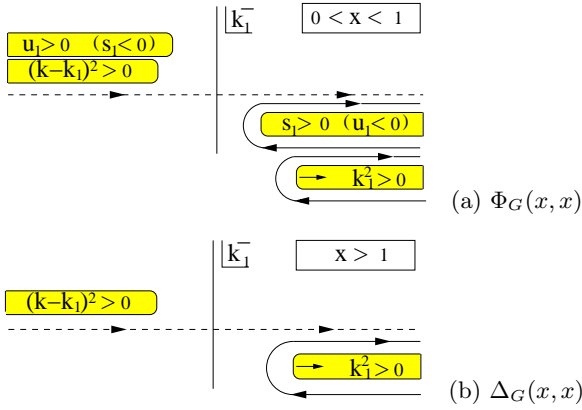 k₁⁻ 0 < x < 1
u₁>0 (s₁<0)
(k−k₁)²>0
s₁>0 (u₁<0)
k₁²>0
(a) Φ_G(x, x)
k₁⁻ x > 1
(k−k₁)²>0
k₁²>0
(b) Δ_G(x, x)